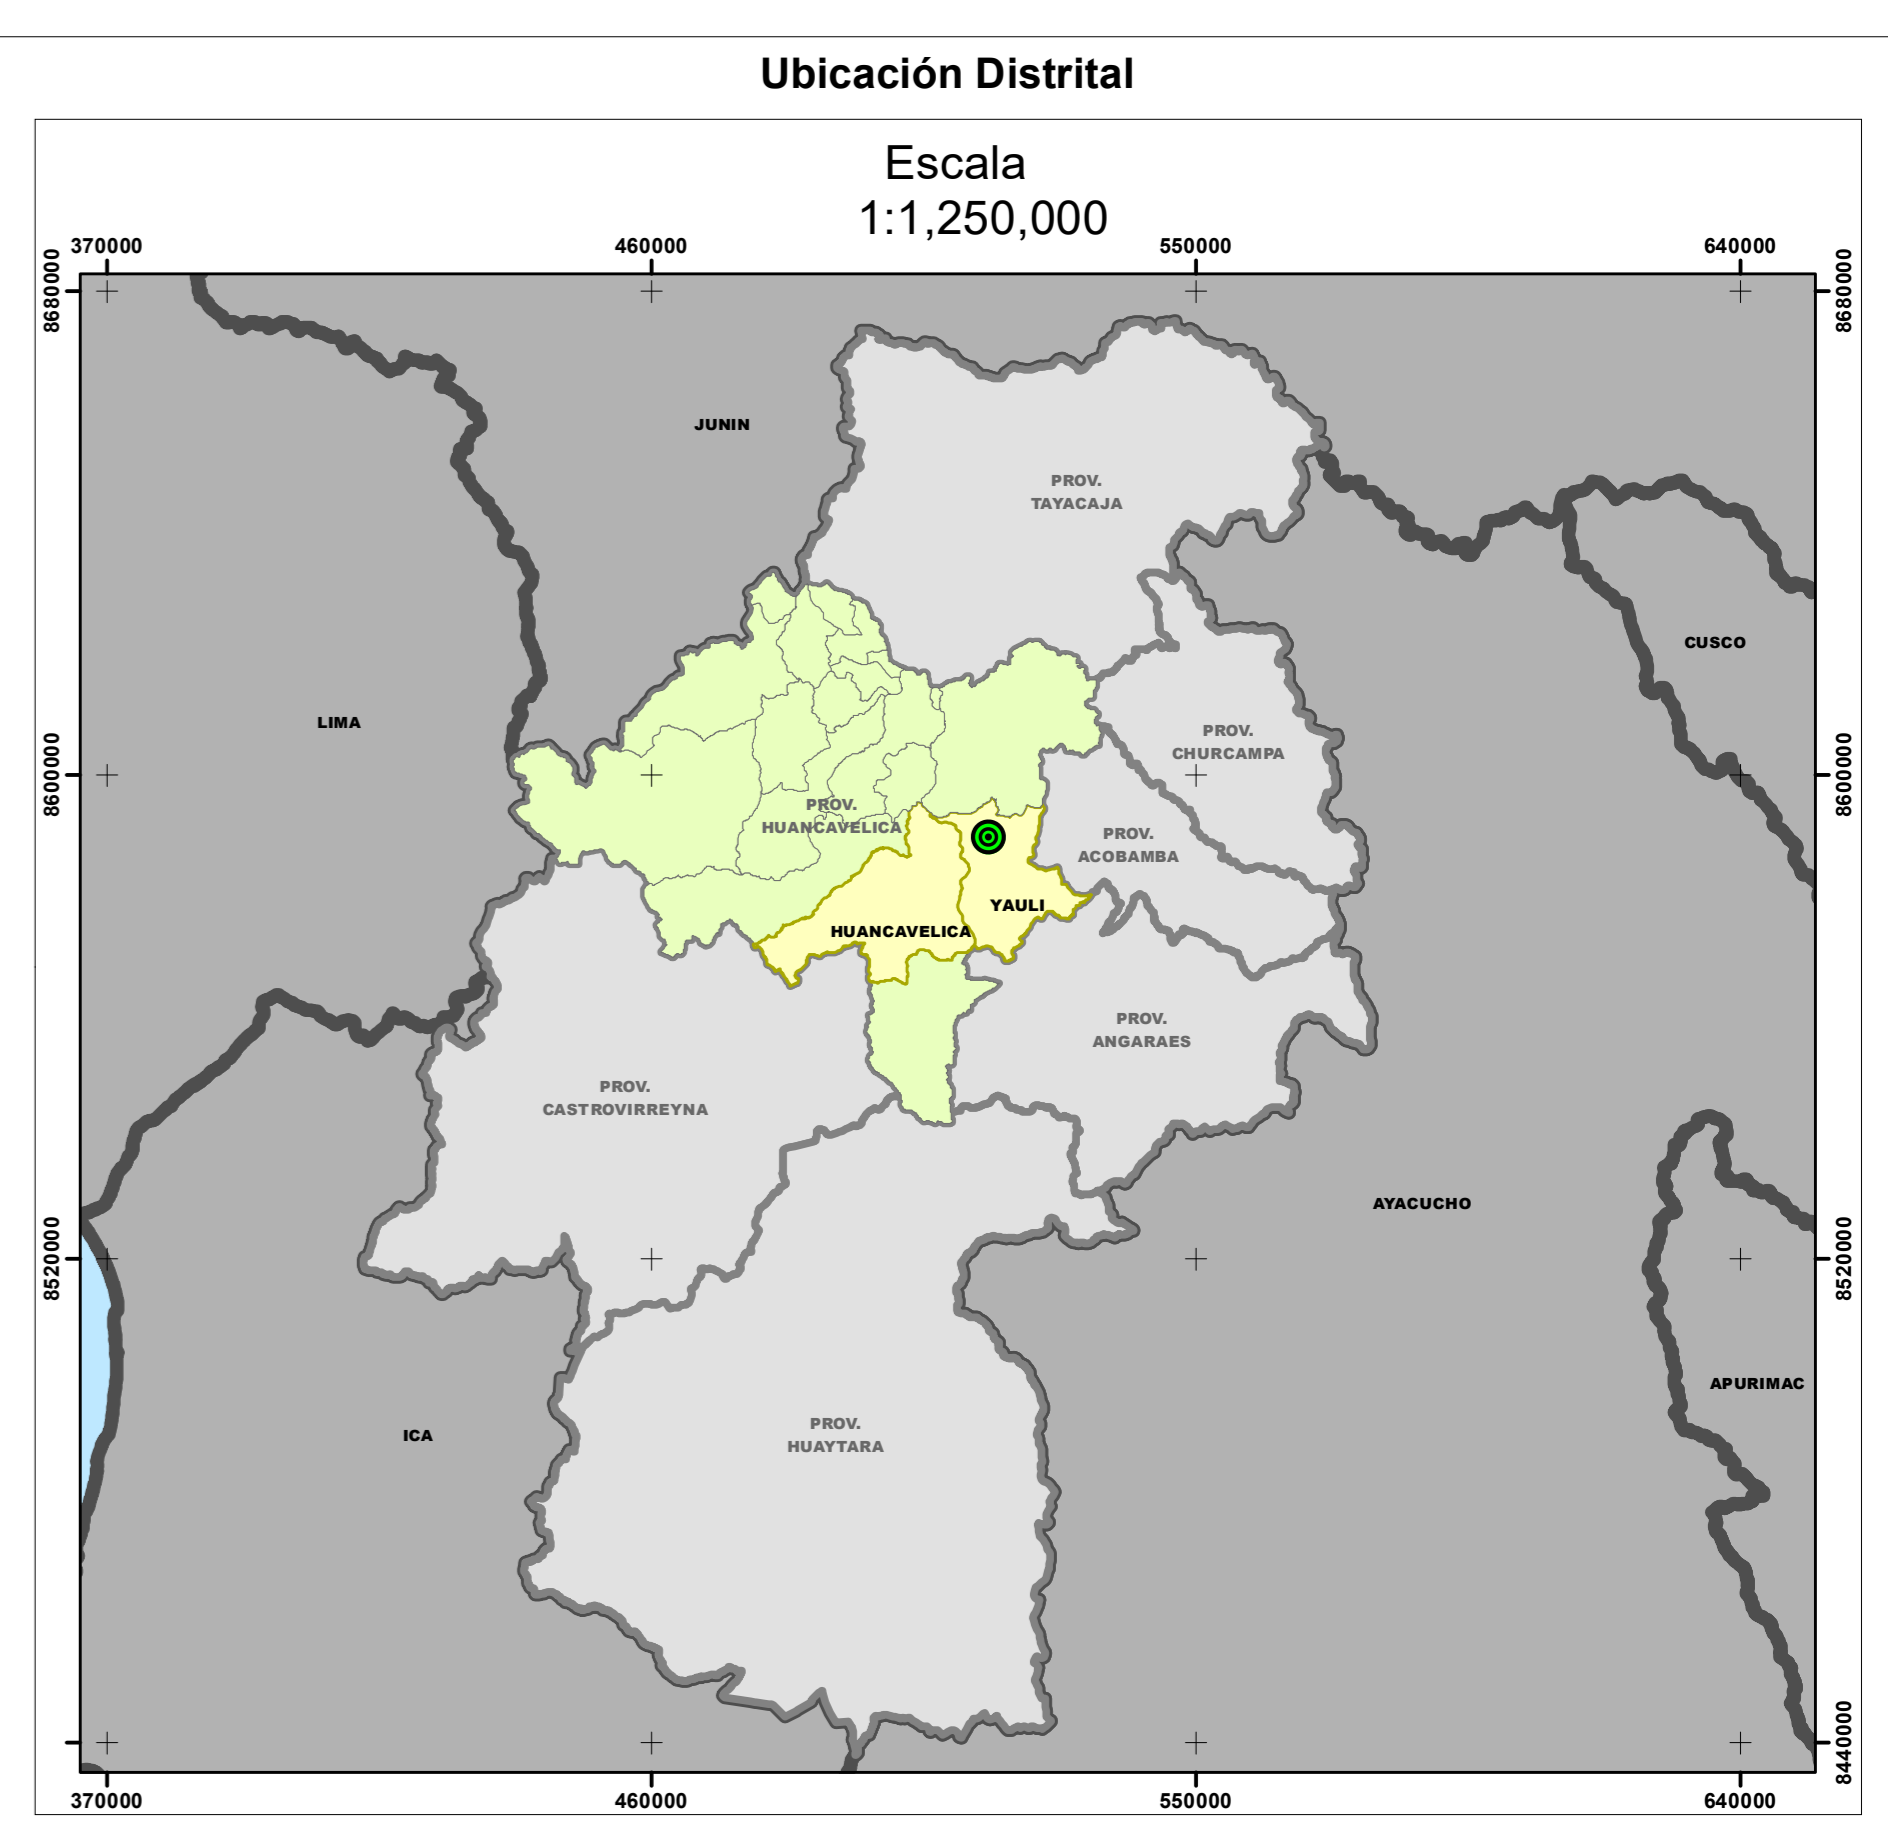 Ubicación Distrital
Escala
1:1,250,000
370000
460000
550000
640000
8680000
8680000
JUNIN
PROV.
TAYACAJA
CUSCO
LIMA
PROV.
CHURCAMPA
8600000
8600000
PROV.
HUANCAVELICA
PROV.
ACOBAMBA
YAULI
HUANCAVELICA
PROV.
ANGARAES
PROV.
CASTROVIRREYNA
AYACUCHO
8520000
8520000
APURIMAC
ICA
PROV.
HUAYTARA
8440000
370000
460000
550000
640000